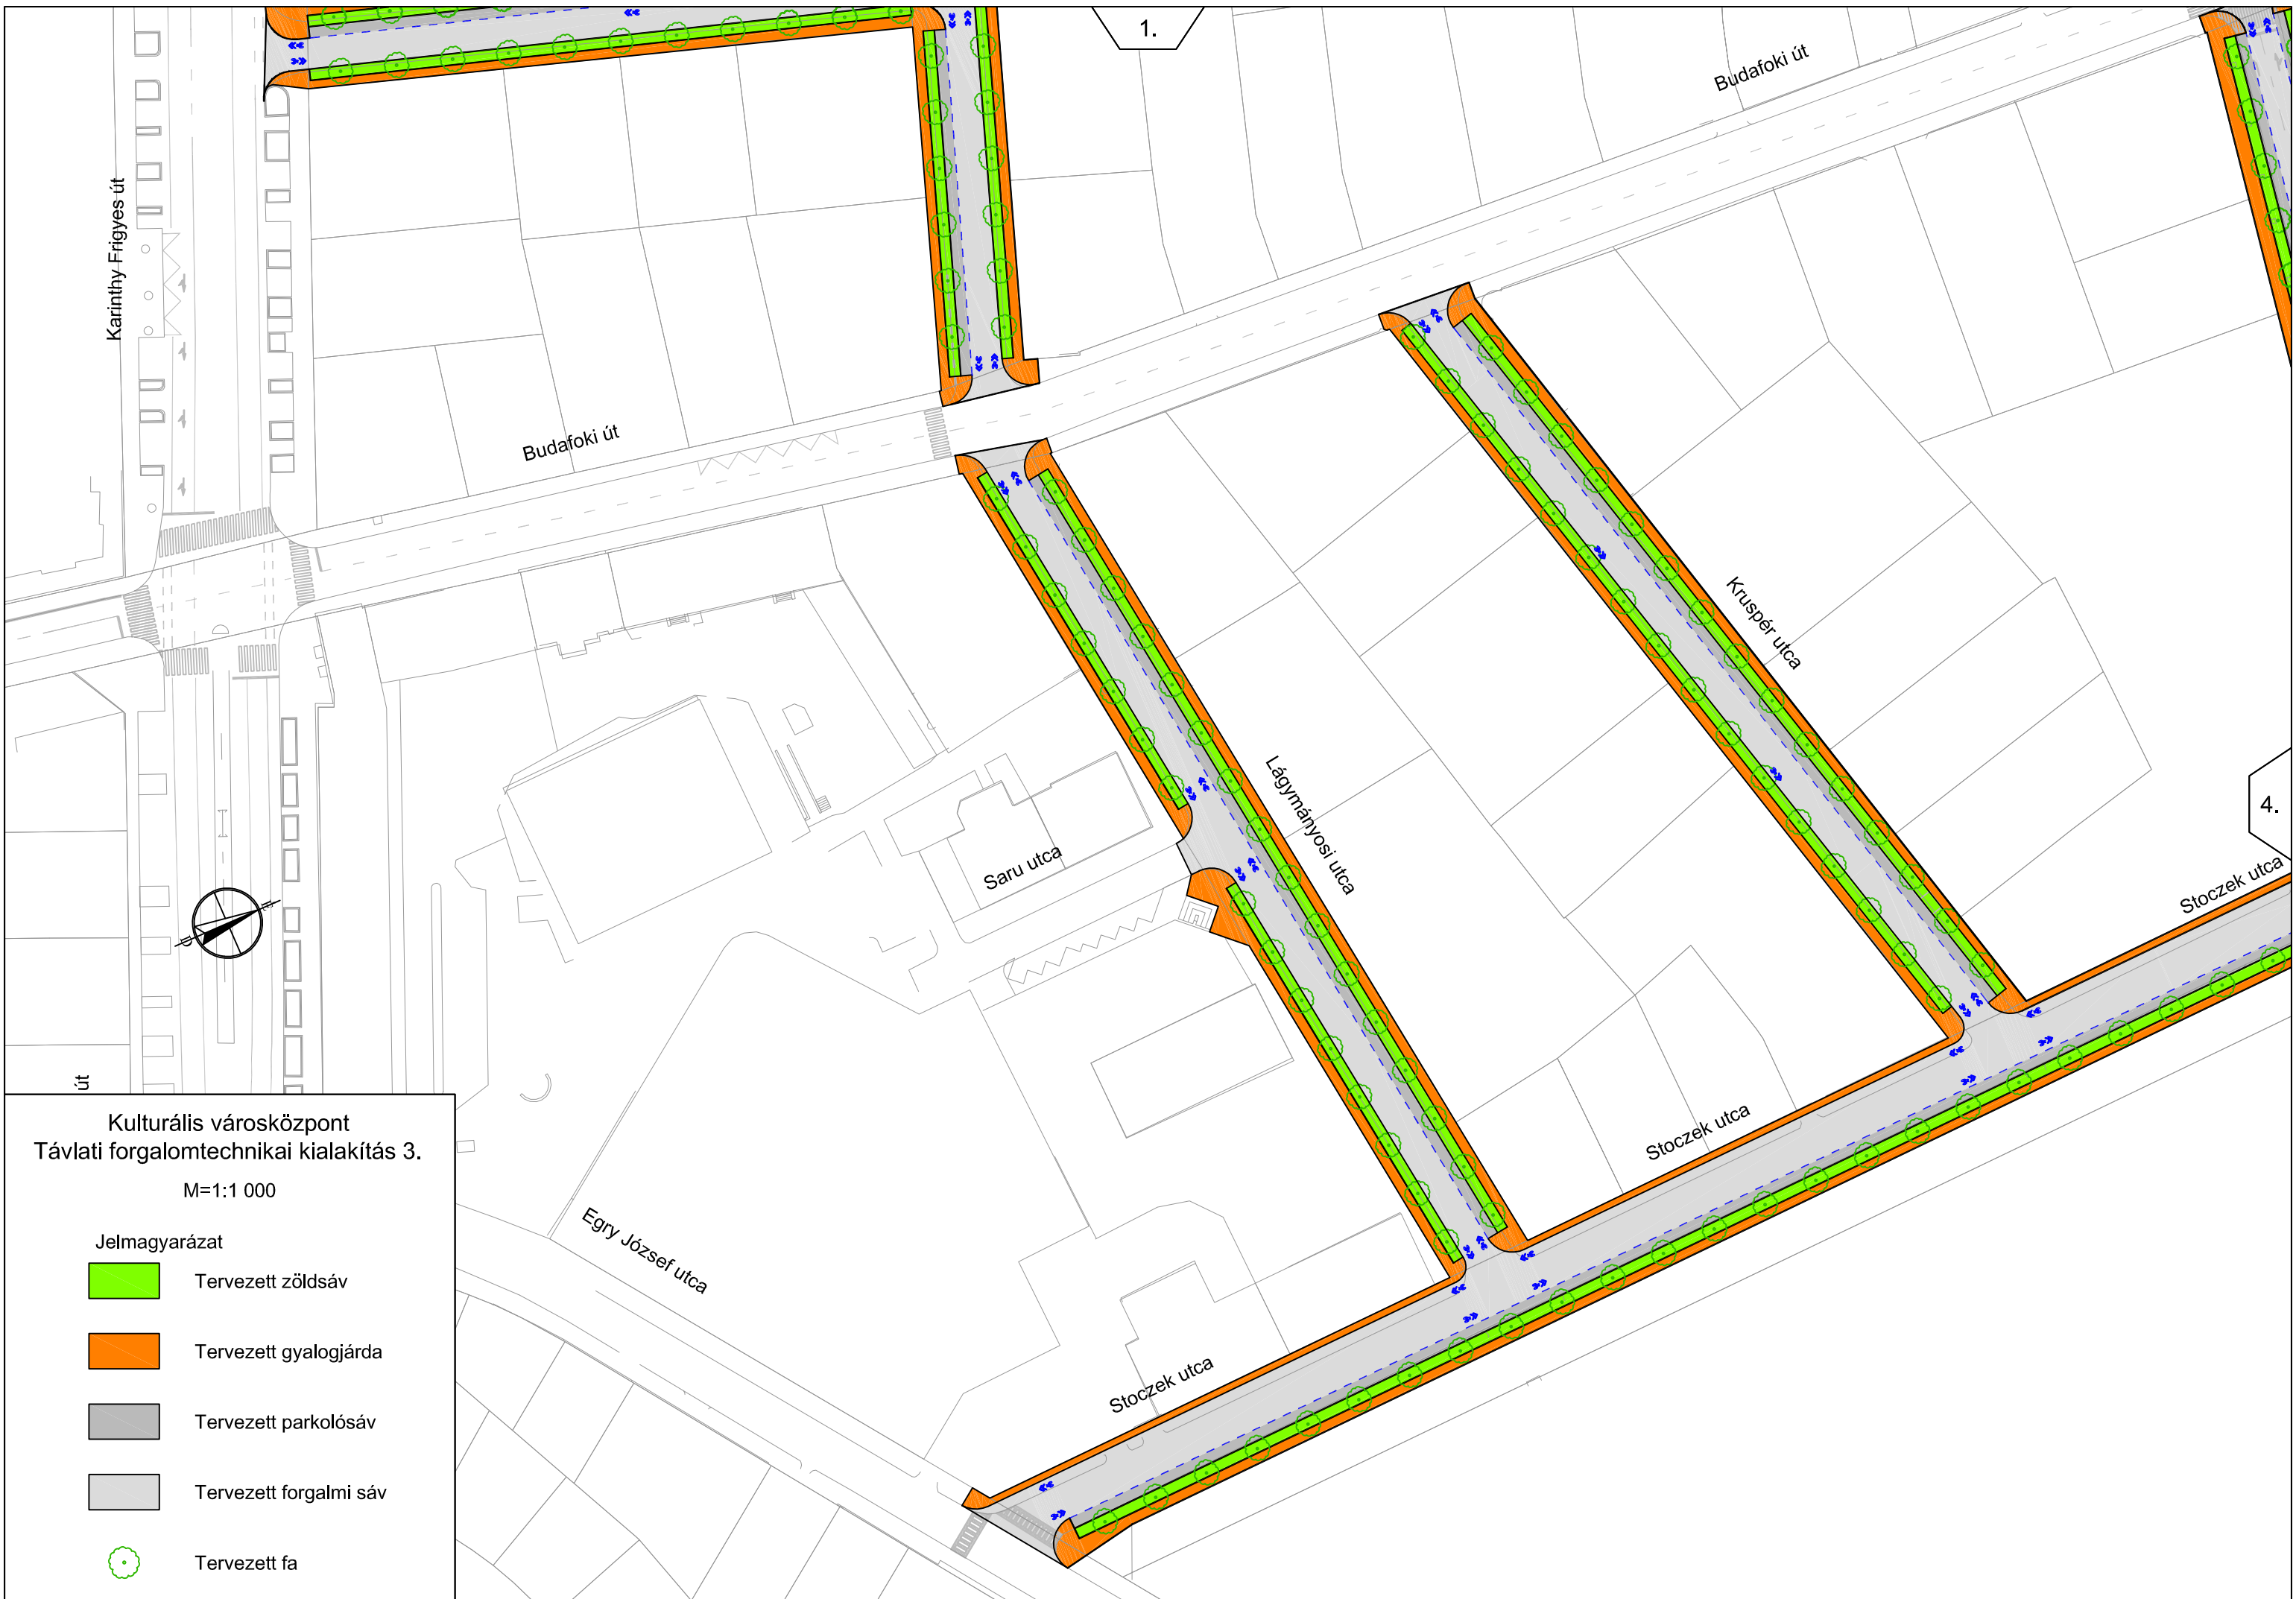 1.
Budafoki út
Karinthy Frigyes út
Budafoki út
Kruspér utca
Lágymányosi utca
4.
Saru utca
Stoczek utca
É
D
út
Stoczek utca
Egry József utca
Stoczek utca
Kulturális városközpont
Távlati forgalomtechnikai kialakítás 3.
M=1:1 000
Jelmagyarázat
Tervezett zöldsáv
Tervezett gyalogjárda
Tervezett parkolósáv
Tervezett forgalmi sáv
Tervezett fa